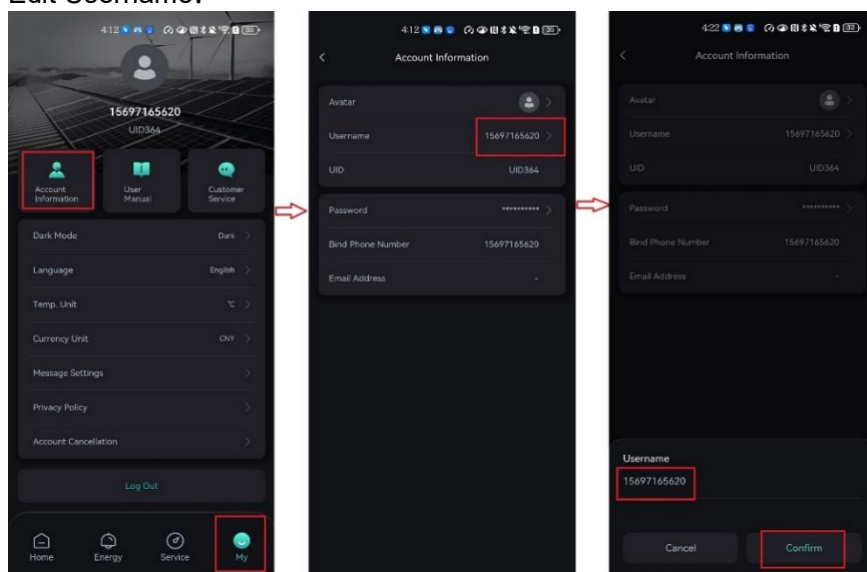 Edit Username:
4:12
35
15697165620
UID364
Account
Information
User
Manual
Customer
Service
Dark Mode
Dark
Language
English
Temp. Unit
℃
Currency Unit
CNY
Message Settings
Privacy Policy
Account Cancellation
Log Out
Home
Energy
Service
My
4:12
35
Account Information
Avatar
Username
15697165620
UID
UID364
Password
**********
Bind Phone Number
15697165620
Email Address
-
4:22
Account Information
Avatar
Username
15697165620
UID
UID364
Password
**********
Bind Phone Number
15697165620
Email Address
-
Username
15697165620
Cancel
Confirm